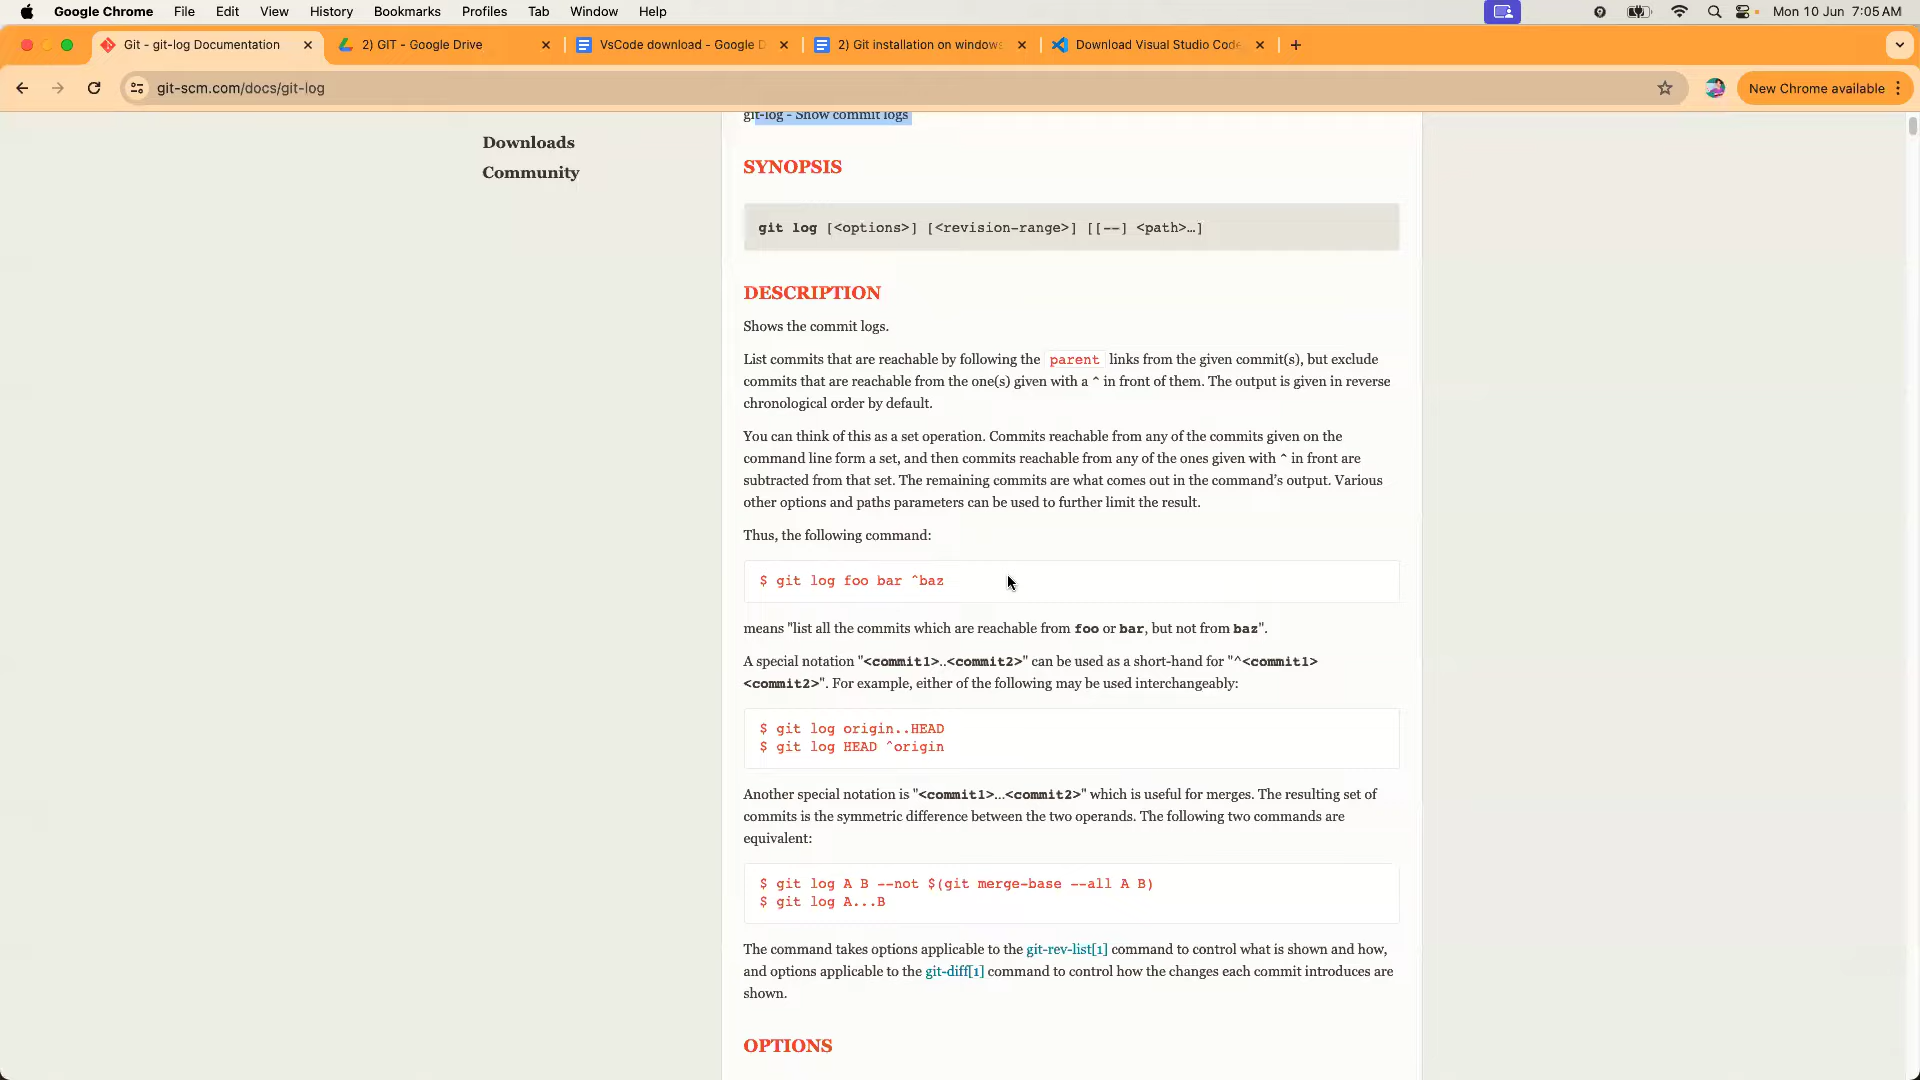 Google Chrome File Edit View History Bookmarks Profiles Tab Window Help Mon 10 Jun 7:05 AM
Git - git-log Documentation 2) GIT - Google Drive VsCode download - Google D 2) Git installation on windows Download Visual Studio Code
git-scm.com/docs/git-log New Chrome available
git-log - Show commit logs
Downloads
Community
SYNOPSIS
git log [<options>] [<revision-range>] [[--] <path>…]
DESCRIPTION
Shows the commit logs.
List commits that are reachable by following the parent links from the given commit(s), but exclude
commits that are reachable from the one(s) given with a ^ in front of them. The output is given in reverse
chronological order by default.
You can think of this as a set operation. Commits reachable from any of the commits given on the
command line form a set, and then commits reachable from any of the ones given with ^ in front are
subtracted from that set. The remaining commits are what comes out in the command’s output. Various
other options and paths parameters can be used to further limit the result.
Thus, the following command:
$ git log foo bar ^baz
means "list all the commits which are reachable from foo or bar, but not from baz".
A special notation "<commit1>..<commit2>" can be used as a short-hand for "^<commit1>
<commit2>". For example, either of the following may be used interchangeably:
$ git log origin..HEAD
$ git log HEAD ^origin
Another special notation is "<commit1>…<commit2>" which is useful for merges. The resulting set of
commits is the symmetric difference between the two operands. The following two commands are
equivalent:
$ git log A B --not $(git merge-base --all A B)
$ git log A...B
The command takes options applicable to the git-rev-list[1] command to control what is shown and how,
and options applicable to the git-diff[1] command to control how the changes each commit introduces are
shown.
OPTIONS